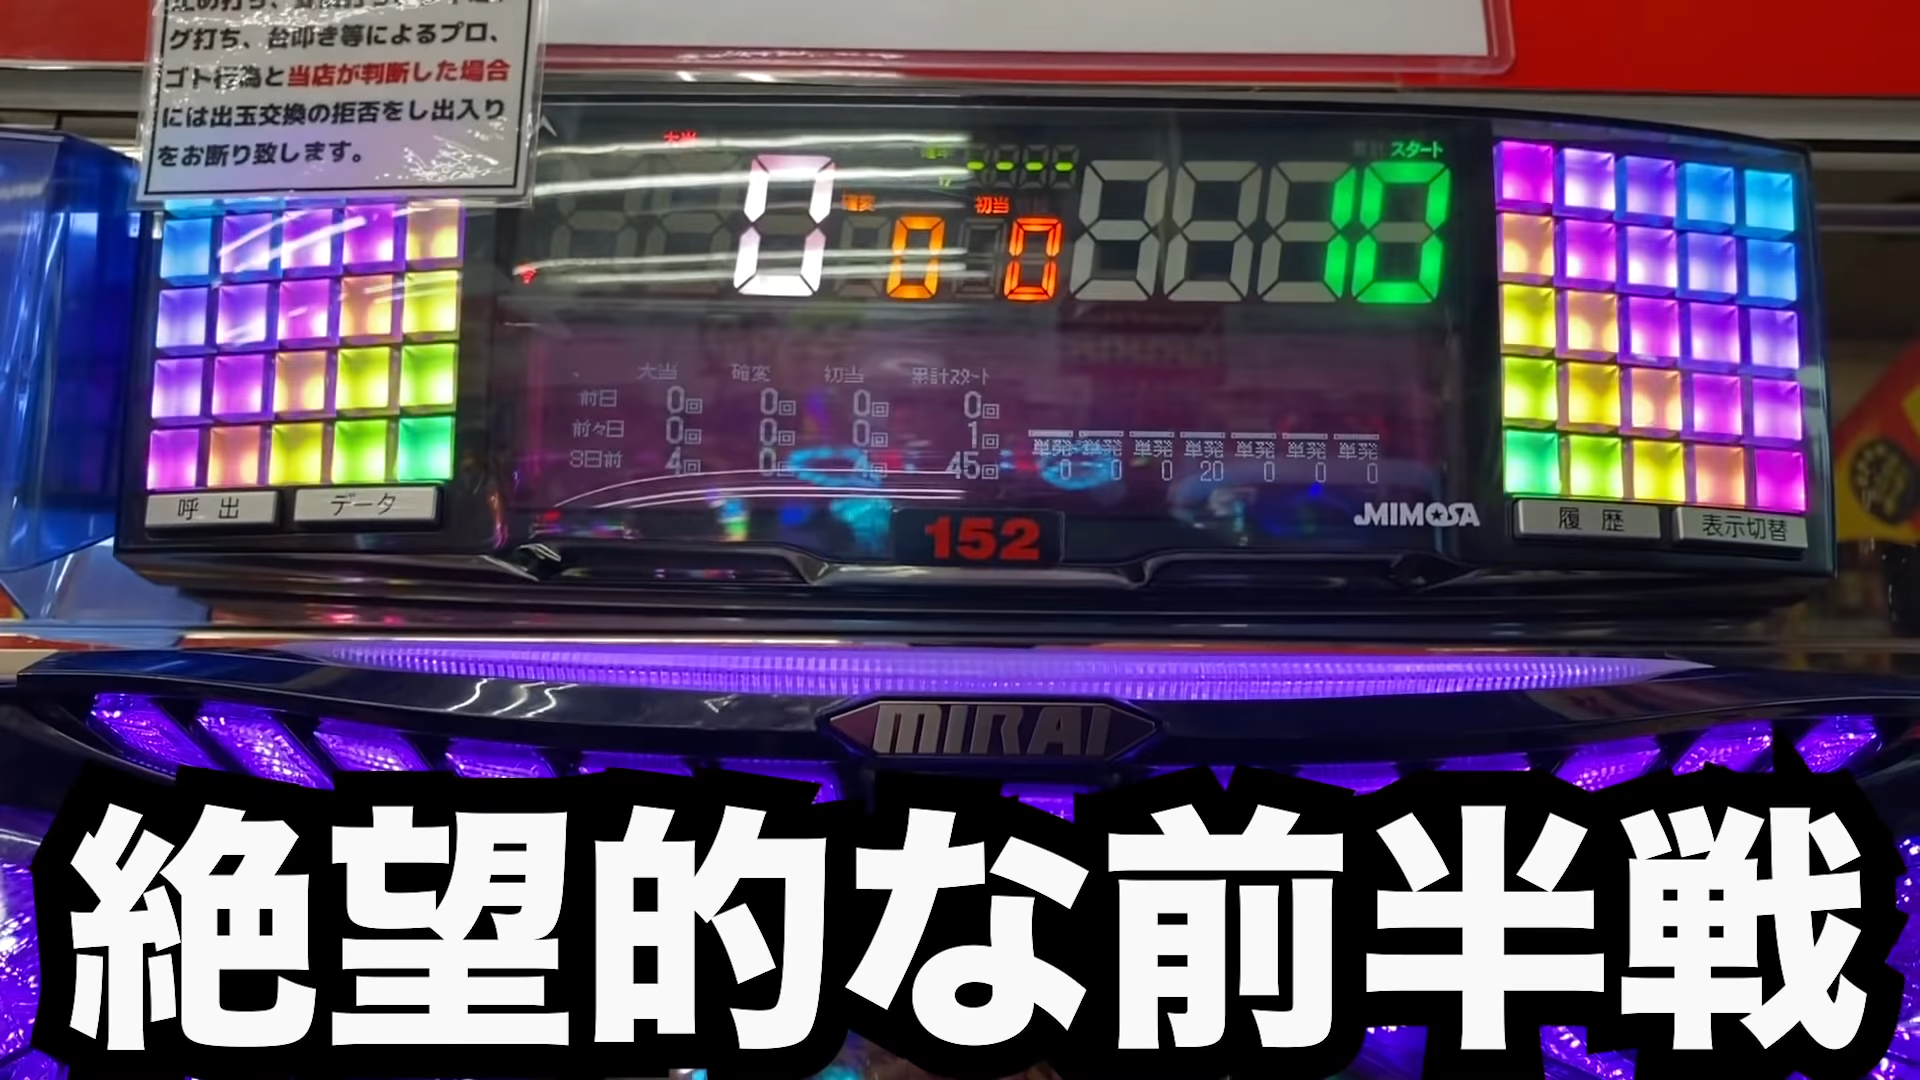 グ打ち、台叩き等によるプロ、
ゴト行為と当店が判断した場合
には出玉交換の拒否をし出入り
をお断り致します。
大当
スタート
0
確変
初当
0 0
10
大当 確変 初当 累計スタート
前日 0回 0回 0回 0回
前々日 0回 0回 0回 1回
3日前 4回 0回 4回 45回
単発 単発 単発 単発 単発 単発 単発
0 0 0 20 0 0 0
呼出
データ
152
MIMOSA
履歴
表示切替
MIRAI
絶望的な前半戦